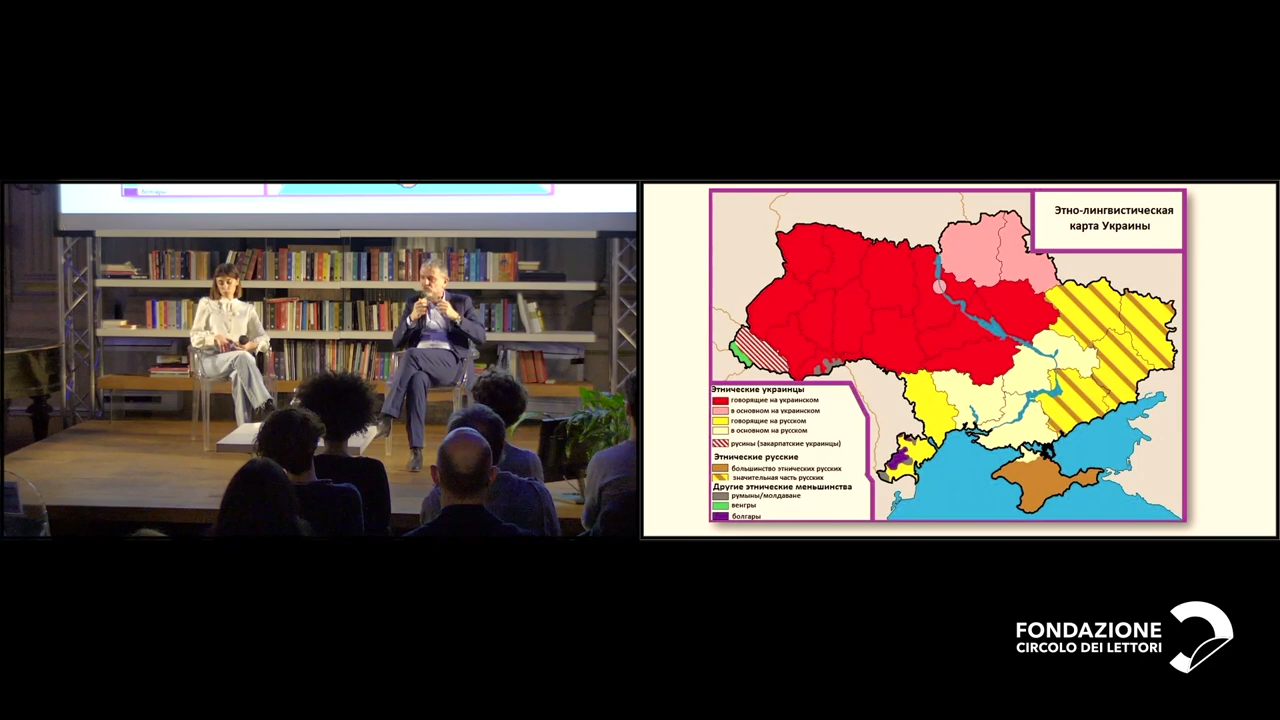 Болгары
Этно-лингвистическая
карта Украины
Этнические украинцы
говорящие на украинском
в основном на украинском
говорящие на русском
в основном на русском
русины (закарпатские украинцы)
Этнические русские
большинство этнических русских
значительная часть русских
Другие этнические меньшинства
румыны/молдаване
венгры
болгары
FONDAZIONE
CIRCOLO DEI LETTORI